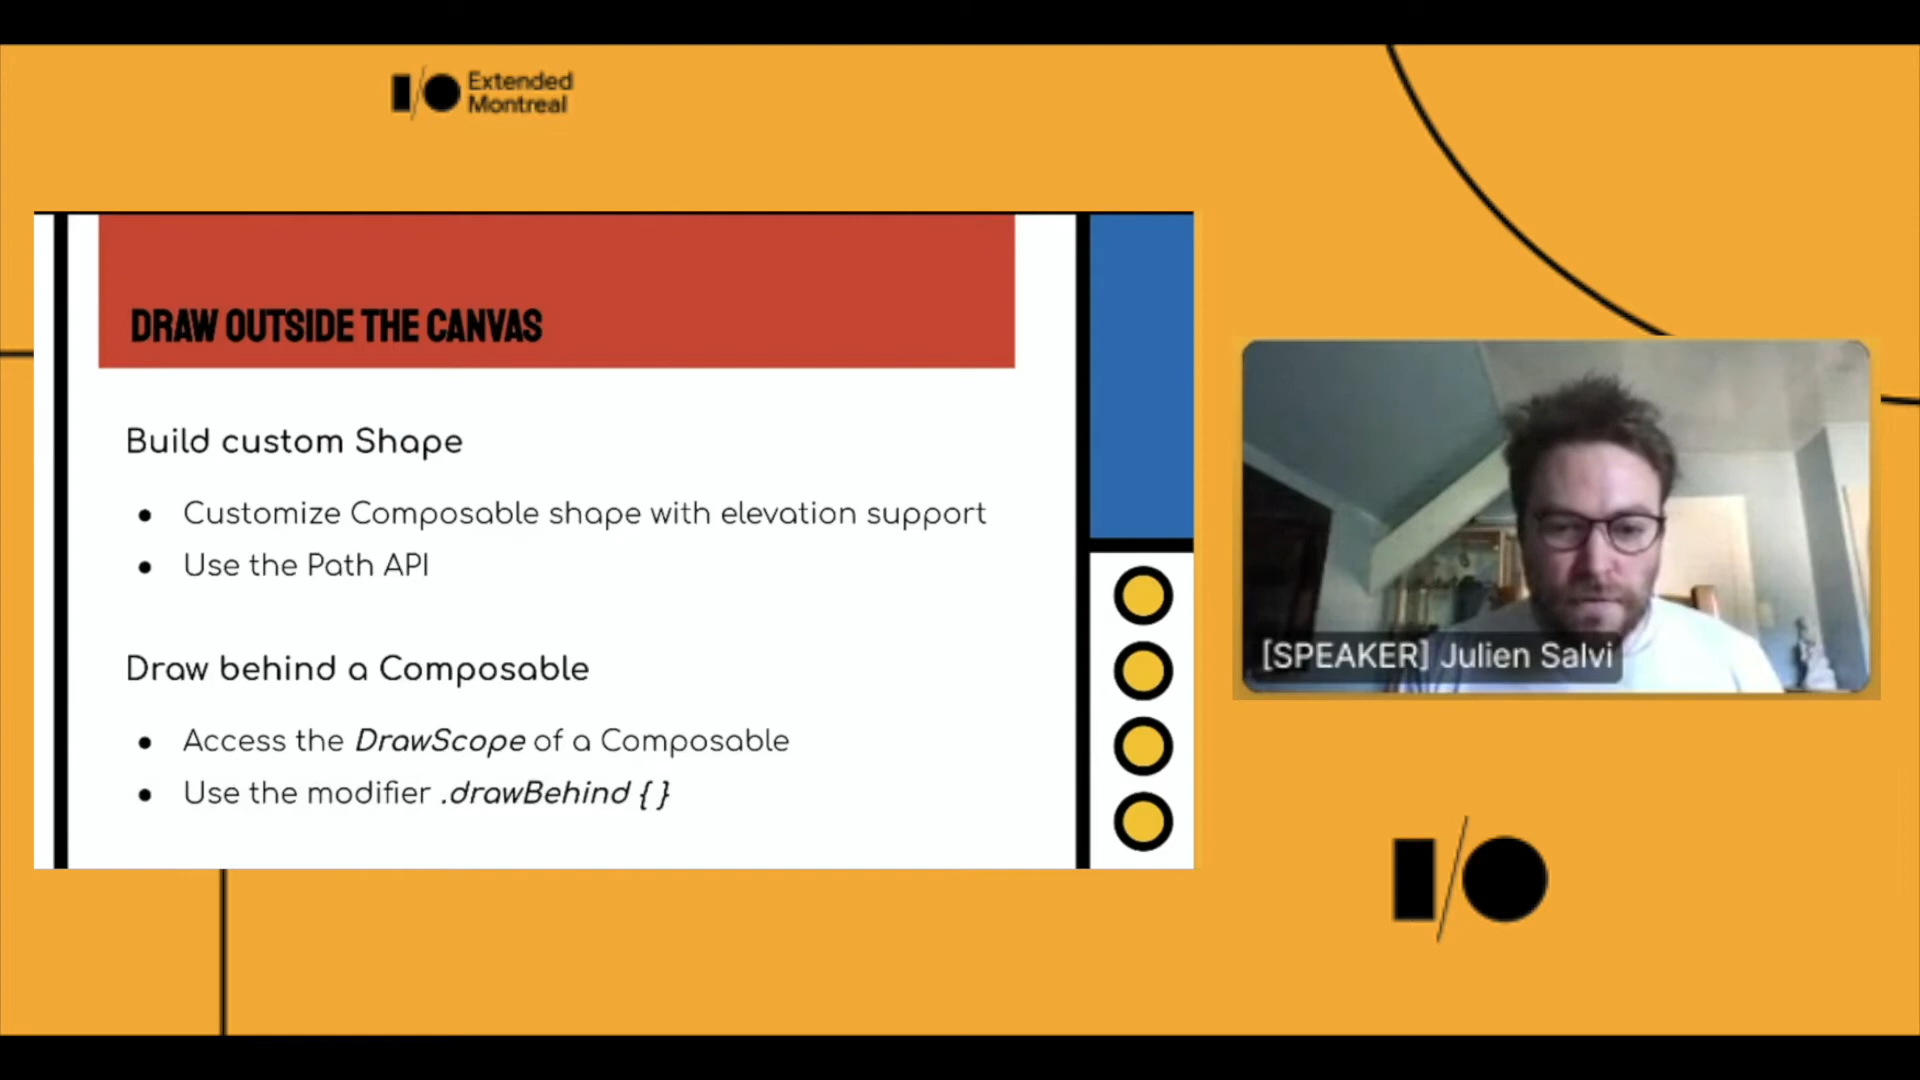 I/O Extended
Montreal
DRAW OUTSIDE THE CANVAS
Build custom Shape
● Customize Composable shape with elevation support
● Use the Path API
Draw behind a Composable
● Access the DrawScope of a Composable
● Use the modifier .drawBehind { }
[SPEAKER] Julien Salvi
I/O